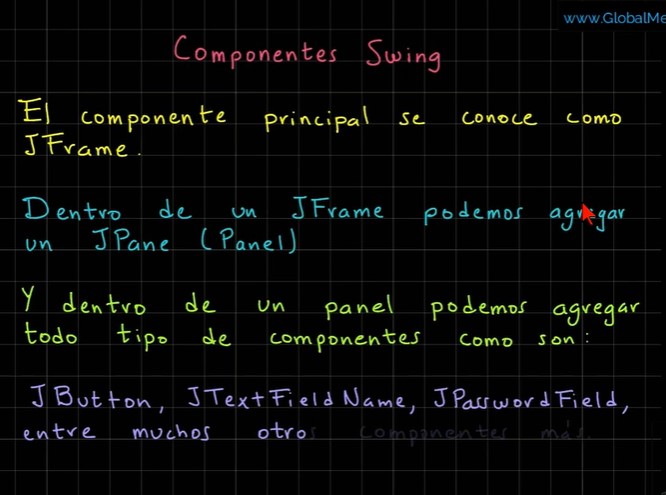 www.GlobalMe
Componentes Swing
El componente principal se conoce como
JFrame.
Dentro de un JFrame podemos agregar
un JPane (Panel)
Y dentro de un panel podemos agregar
todo tipo de componentes como son:
JButton, JTextFieldName, JPasswordField,
entre muchos otros componentes más